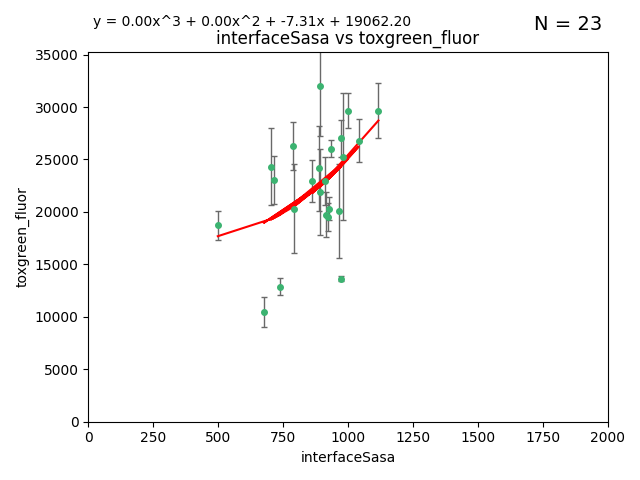 y = 0.00x^3 + 0.00x^2 + -7.31x + 19062.20
N = 23
interfaceSasa vs toxgreen_fluor
35000
30000
25000
20000
15000
10000
5000
0
toxgreen_fluor
0 250 500 750 1000 1250 1500 1750 2000
interfaceSasa